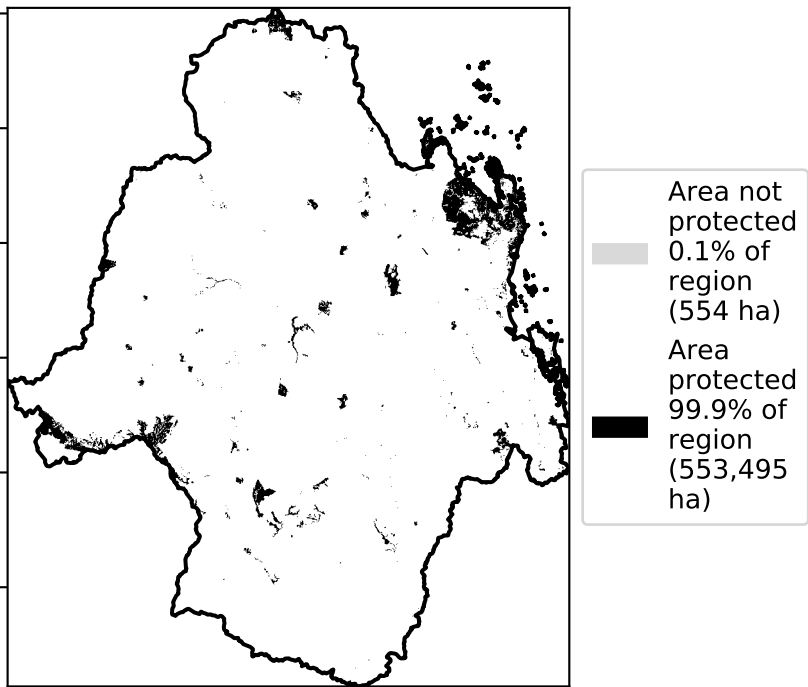 Area not
protected
0.1% of
region
(554 ha)
Area
protected
99.9% of
region
(553,495
ha)